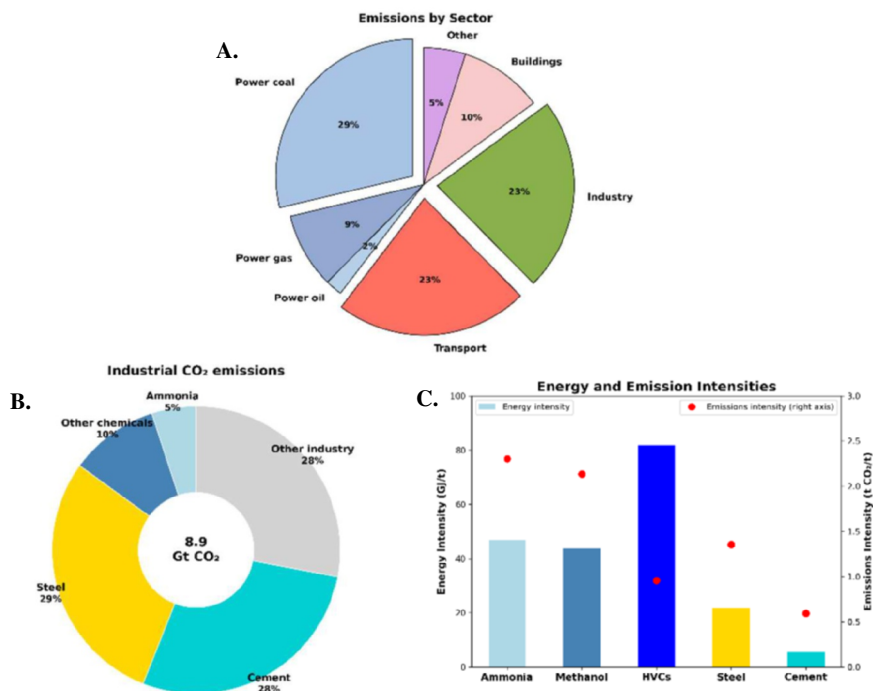 Emissions by Sector
A.
Other
5%
Buildings
10%
Power coal
29%
Industry
23%
Power gas
9%
Power oil
2%
Transport
23%
B.
Industrial CO₂ emissions
Ammonia
5%
Other chemicals
10%
Other industry
28%
8.9
Gt CO₂
Steel
29%
Cement
28%
C.
Energy and Emission Intensities
Energy intensity
Emissions intensity (right axis)
Energy Intensity (GJ/t)
100
80
60
40
20
0
Emissions Intensity (t CO₂/t)
3.0
2.5
2.0
1.5
1.0
0.5
0.0
Ammonia Methanol HVCs Steel Cement